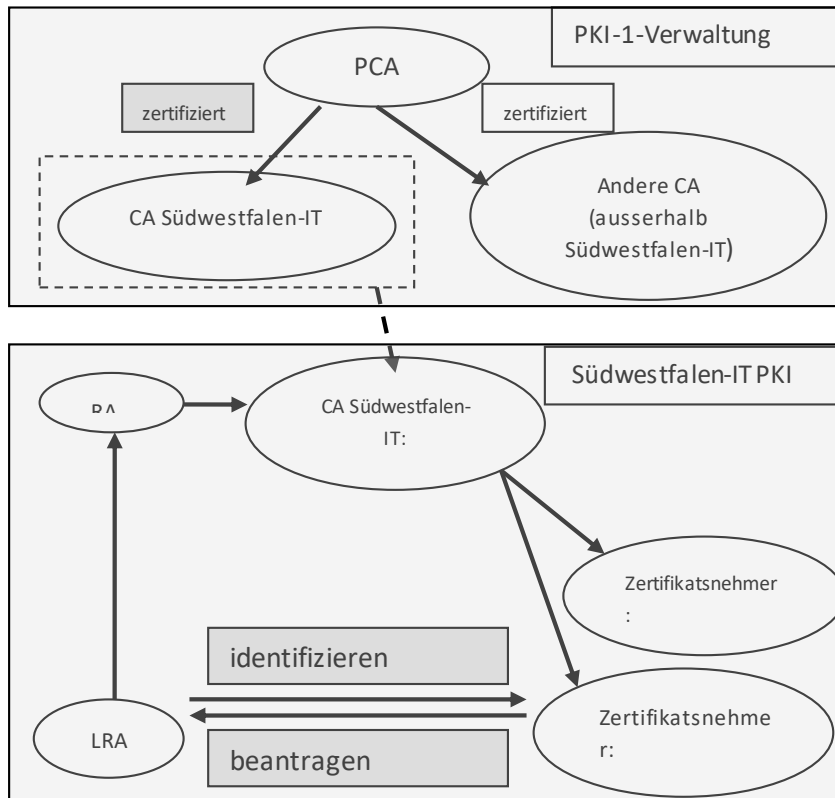 PKI-1-Verwaltung
PCA
zertifiziert
zertifiziert
CA Südwestfalen-IT
Andere CA
(ausserhalb
Südwestfalen-IT)
Südwestfalen-IT PKI
RA
CA Südwestfalen-
IT:
Zertifikatsnehmer
:
identifizieren
LRA
Zertifikatsnehme
r:
beantragen